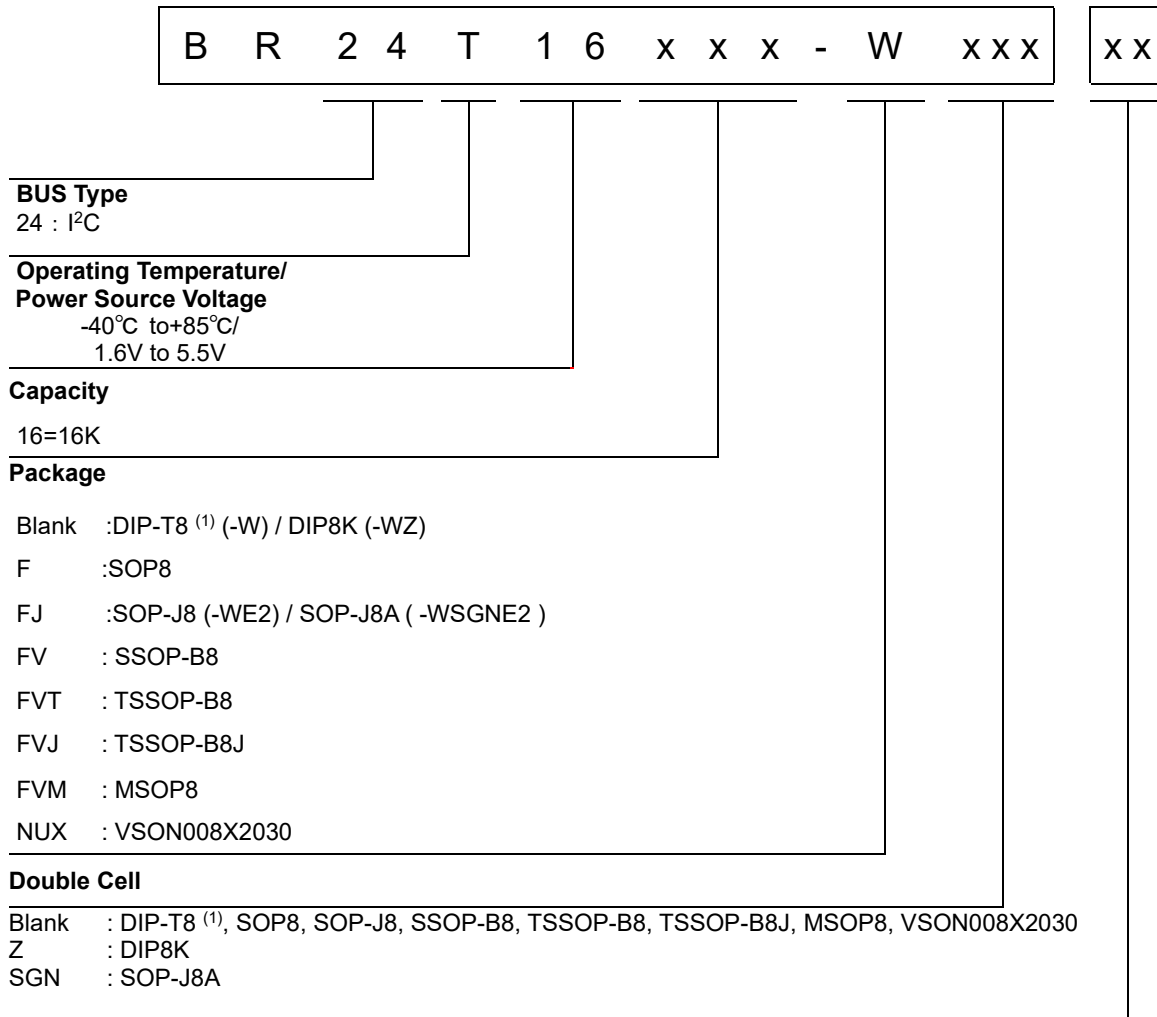 B R 2 4 T 1 6 x x x - W x x x x x
BUS Type
24 : I²C
Operating Temperature/
Power Source Voltage
-40℃ to+85℃/
1.6V to 5.5V
Capacity
16=16K
Package
Blank :DIP-T8 (1) (-W) / DIP8K (-WZ)
F :SOP8
FJ :SOP-J8 (-WE2) / SOP-J8A ( -WSGNE2 )
FV : SSOP-B8
FVT : TSSOP-B8
FVJ : TSSOP-B8J
FVM : MSOP8
NUX : VSON008X2030
Double Cell
Blank : DIP-T8 (1), SOP8, SOP-J8, SSOP-B8, TSSOP-B8, TSSOP-B8J, MSOP8, VSON008X2030
Z : DIP8K
SGN : SOP-J8A